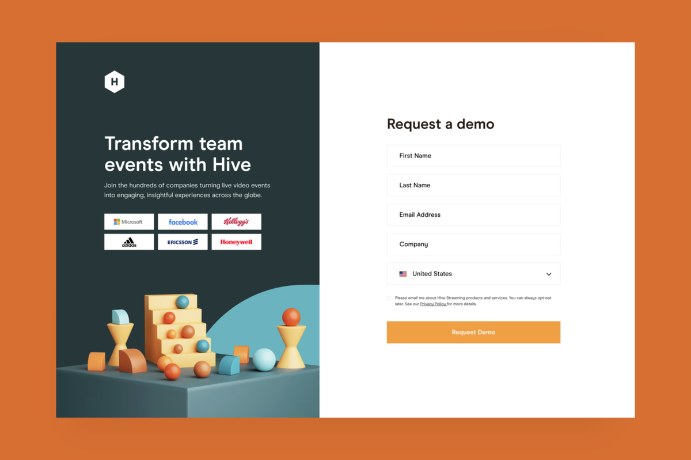 H
Transform team
events with Hive
Join the hundreds of companies turning live video events
into engaging, insightful experiences across the globe.
Microsoft
facebook
Kellogg's
adidas
ERICSSON
Honeywell
Request a demo
First Name
Last Name
Email Address
Company
United States
Please email me about Hive Streaming products and services. You can always opt-out
later. See our Privacy Policy for more details.
Request Demo